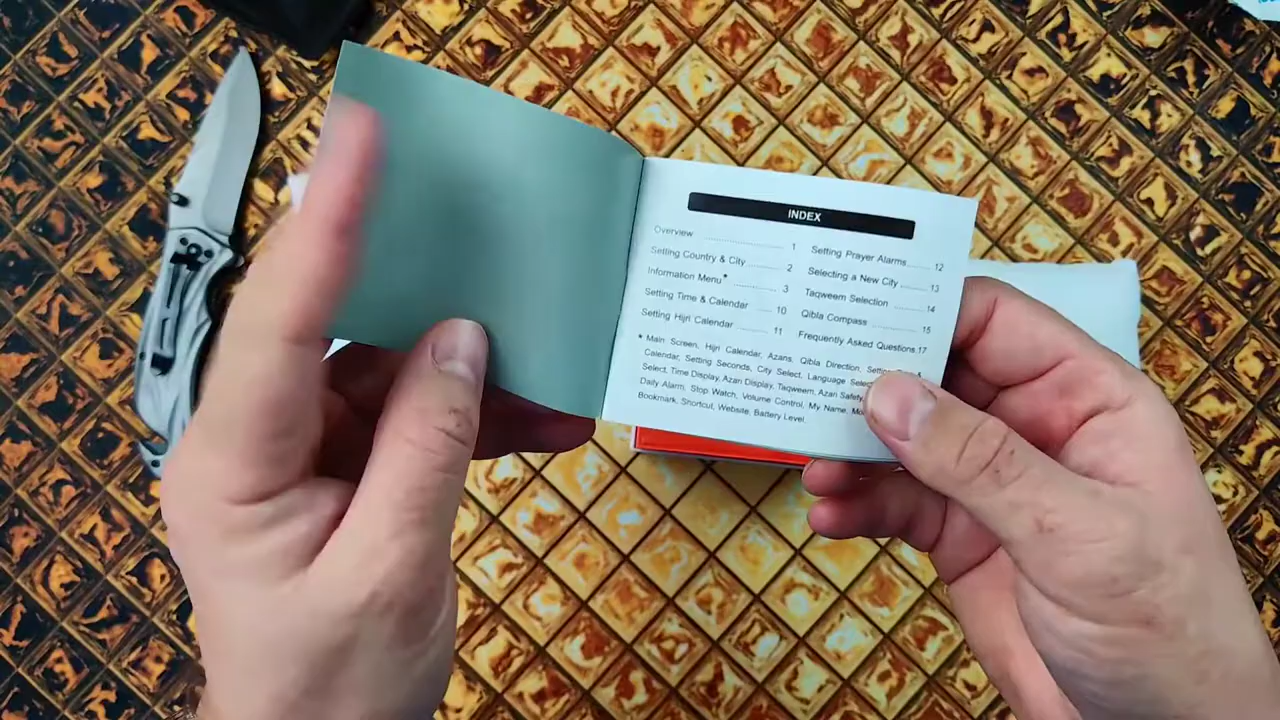 INDEX
Overview ................ 1
Setting Country & City .......... 2
Information Menu* ............ 3
Setting Time & Calendar .... 10
Setting Hijri Calendar ...... 11
Setting Prayer Alarms ...... 12
Selecting a New City ...... 13
Taqweem Selection ....... 14
Qibla Compass ............ 15
Frequently Asked Questions. 17
* Main Screen, Hijri Calendar, Azans, Qibla Direction,
Calendar, Setting Seconds, City Select, Language
Select, Time Display, Azan Display, Taqweem, Azan Safety,
Daily Alarm, Stop Watch, Volume Control, My Name,
Bookmark, Shortcut, Website, Battery Level.